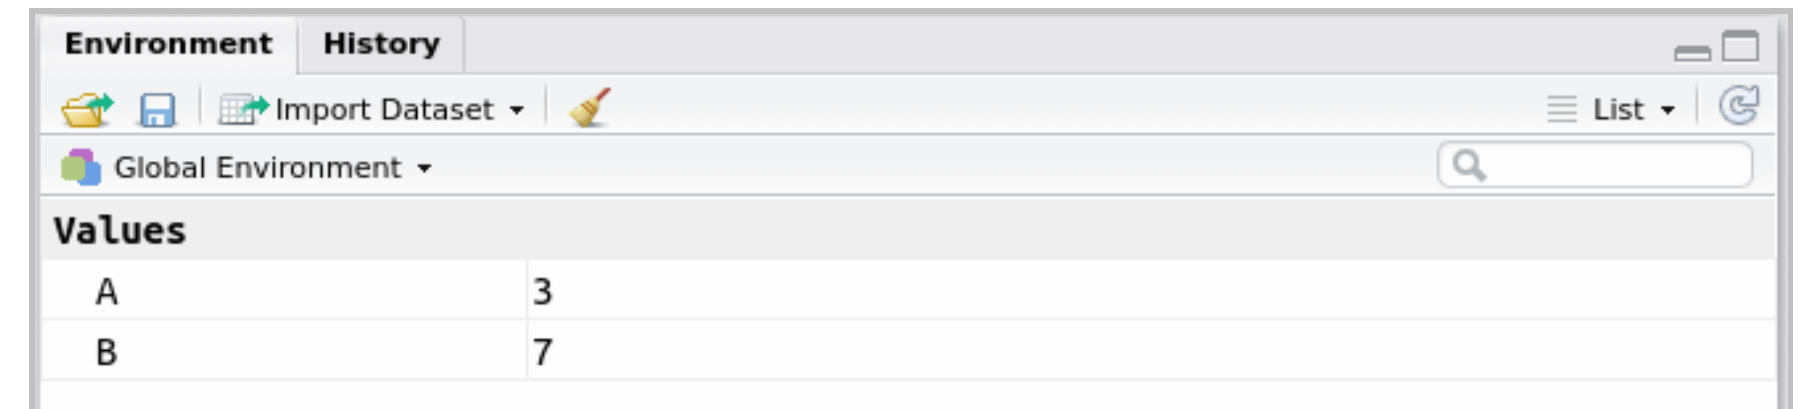 Environment History
Import Dataset List
Global Environment
Values
A 3
B 7